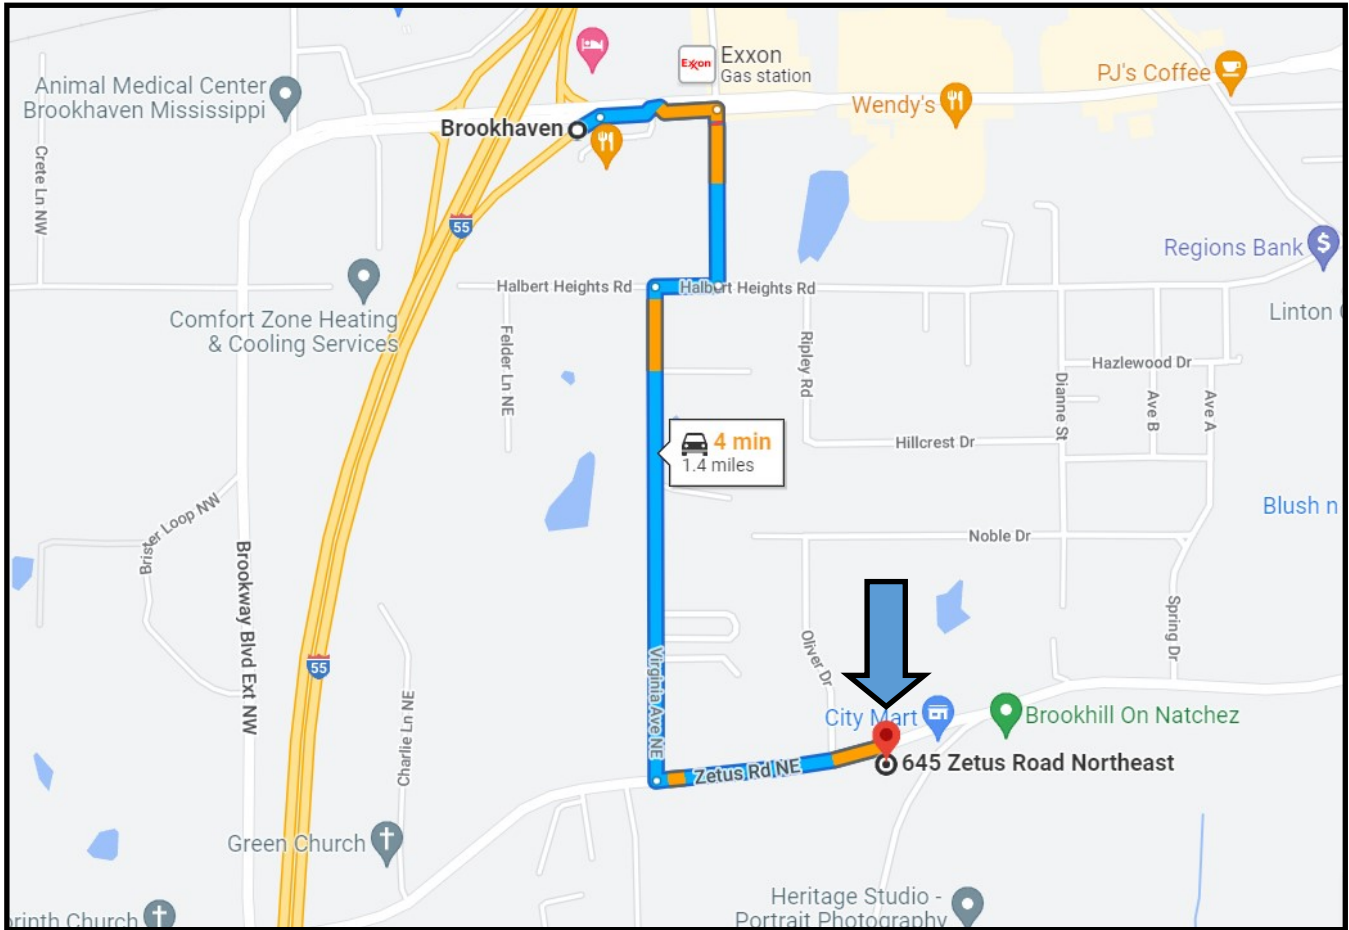 Exxon
Exxon
Gas station
PJ's Coffee
Animal Medical Center
Brookhaven Mississippi
Wendy's
Brookhaven
Crete Ln NW
55
Regions Bank
Halbert Heights Rd
Halbert Heights Rd
Comfort Zone Heating
& Cooling Services
Linton
Felder Ln NE
Ripley Rd
Hazlewood Dr
Dianne St
Ave B
Ave A
4 min
1.4 miles
Hillcrest Dr
Brister Loop NW
Blush n
Noble Dr
Brookway Blvd Ext NW
Spring Dr
Oliver Dr
55
Virginia Ave NE
Charlie Ln NE
City Mart
Brookhill On Natchez
Zetus Rd NE
645 Zetus Road Northeast
Green Church
Heritage Studio -
Portrait Photography
orinth Church